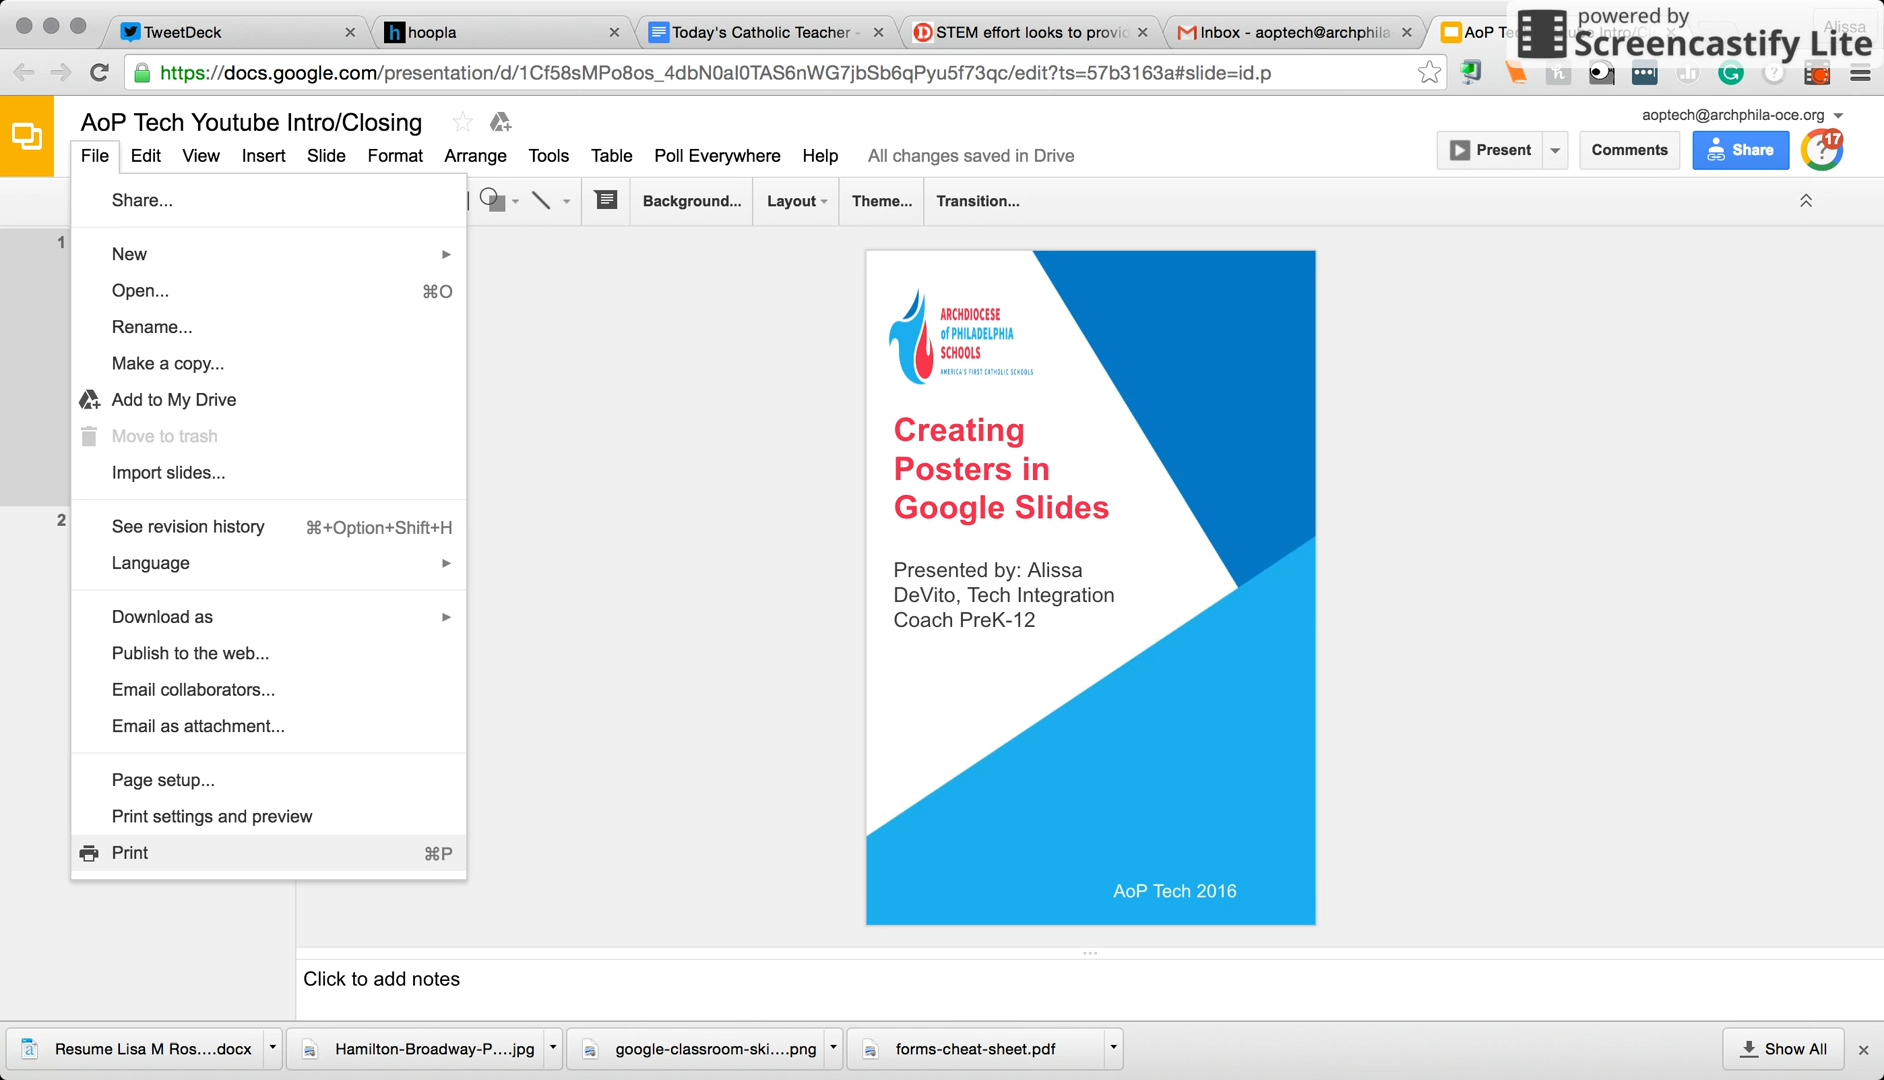 TweetDeck
hoopla
Today's Catholic Teacher -
STEM effort looks to provid
Inbox - aoptech@archphila
AoP Te
Alissa
powered by
Screencastify Lite
https://docs.google.com/presentation/d/1Cf58sMPo8os_4dbN0al0TAS6nWG7jbSb6qPyu5f73qc/edit?ts=57b3163a#slide=id.p
AoP Tech Youtube Intro/Closing
aoptech@archphila-oce.org
File Edit View Insert Slide Format Arrange Tools Table Poll Everywhere Help All changes saved in Drive
Present
Comments
Share
17
Background... Layout Theme... Transition...
Share...
New
Open... ⌘O
Rename...
Make a copy...
Add to My Drive
Move to trash
Import slides...
See revision history ⌘+Option+Shift+H
Language
Download as
Publish to the web...
Email collaborators...
Email as attachment...
Page setup...
Print settings and preview
Print ⌘P
1
2
ARCHDIOCESE
of PHILADELPHIA
SCHOOLS
AMERICA'S FIRST CATHOLIC SCHOOLS
Creating
Posters in
Google Slides
Presented by: Alissa
DeVito, Tech Integration
Coach PreK-12
AoP Tech 2016
Click to add notes
Resume Lisa M Ros....docx
Hamilton-Broadway-P....jpg
google-classroom-ski....png
forms-cheat-sheet.pdf
Show All